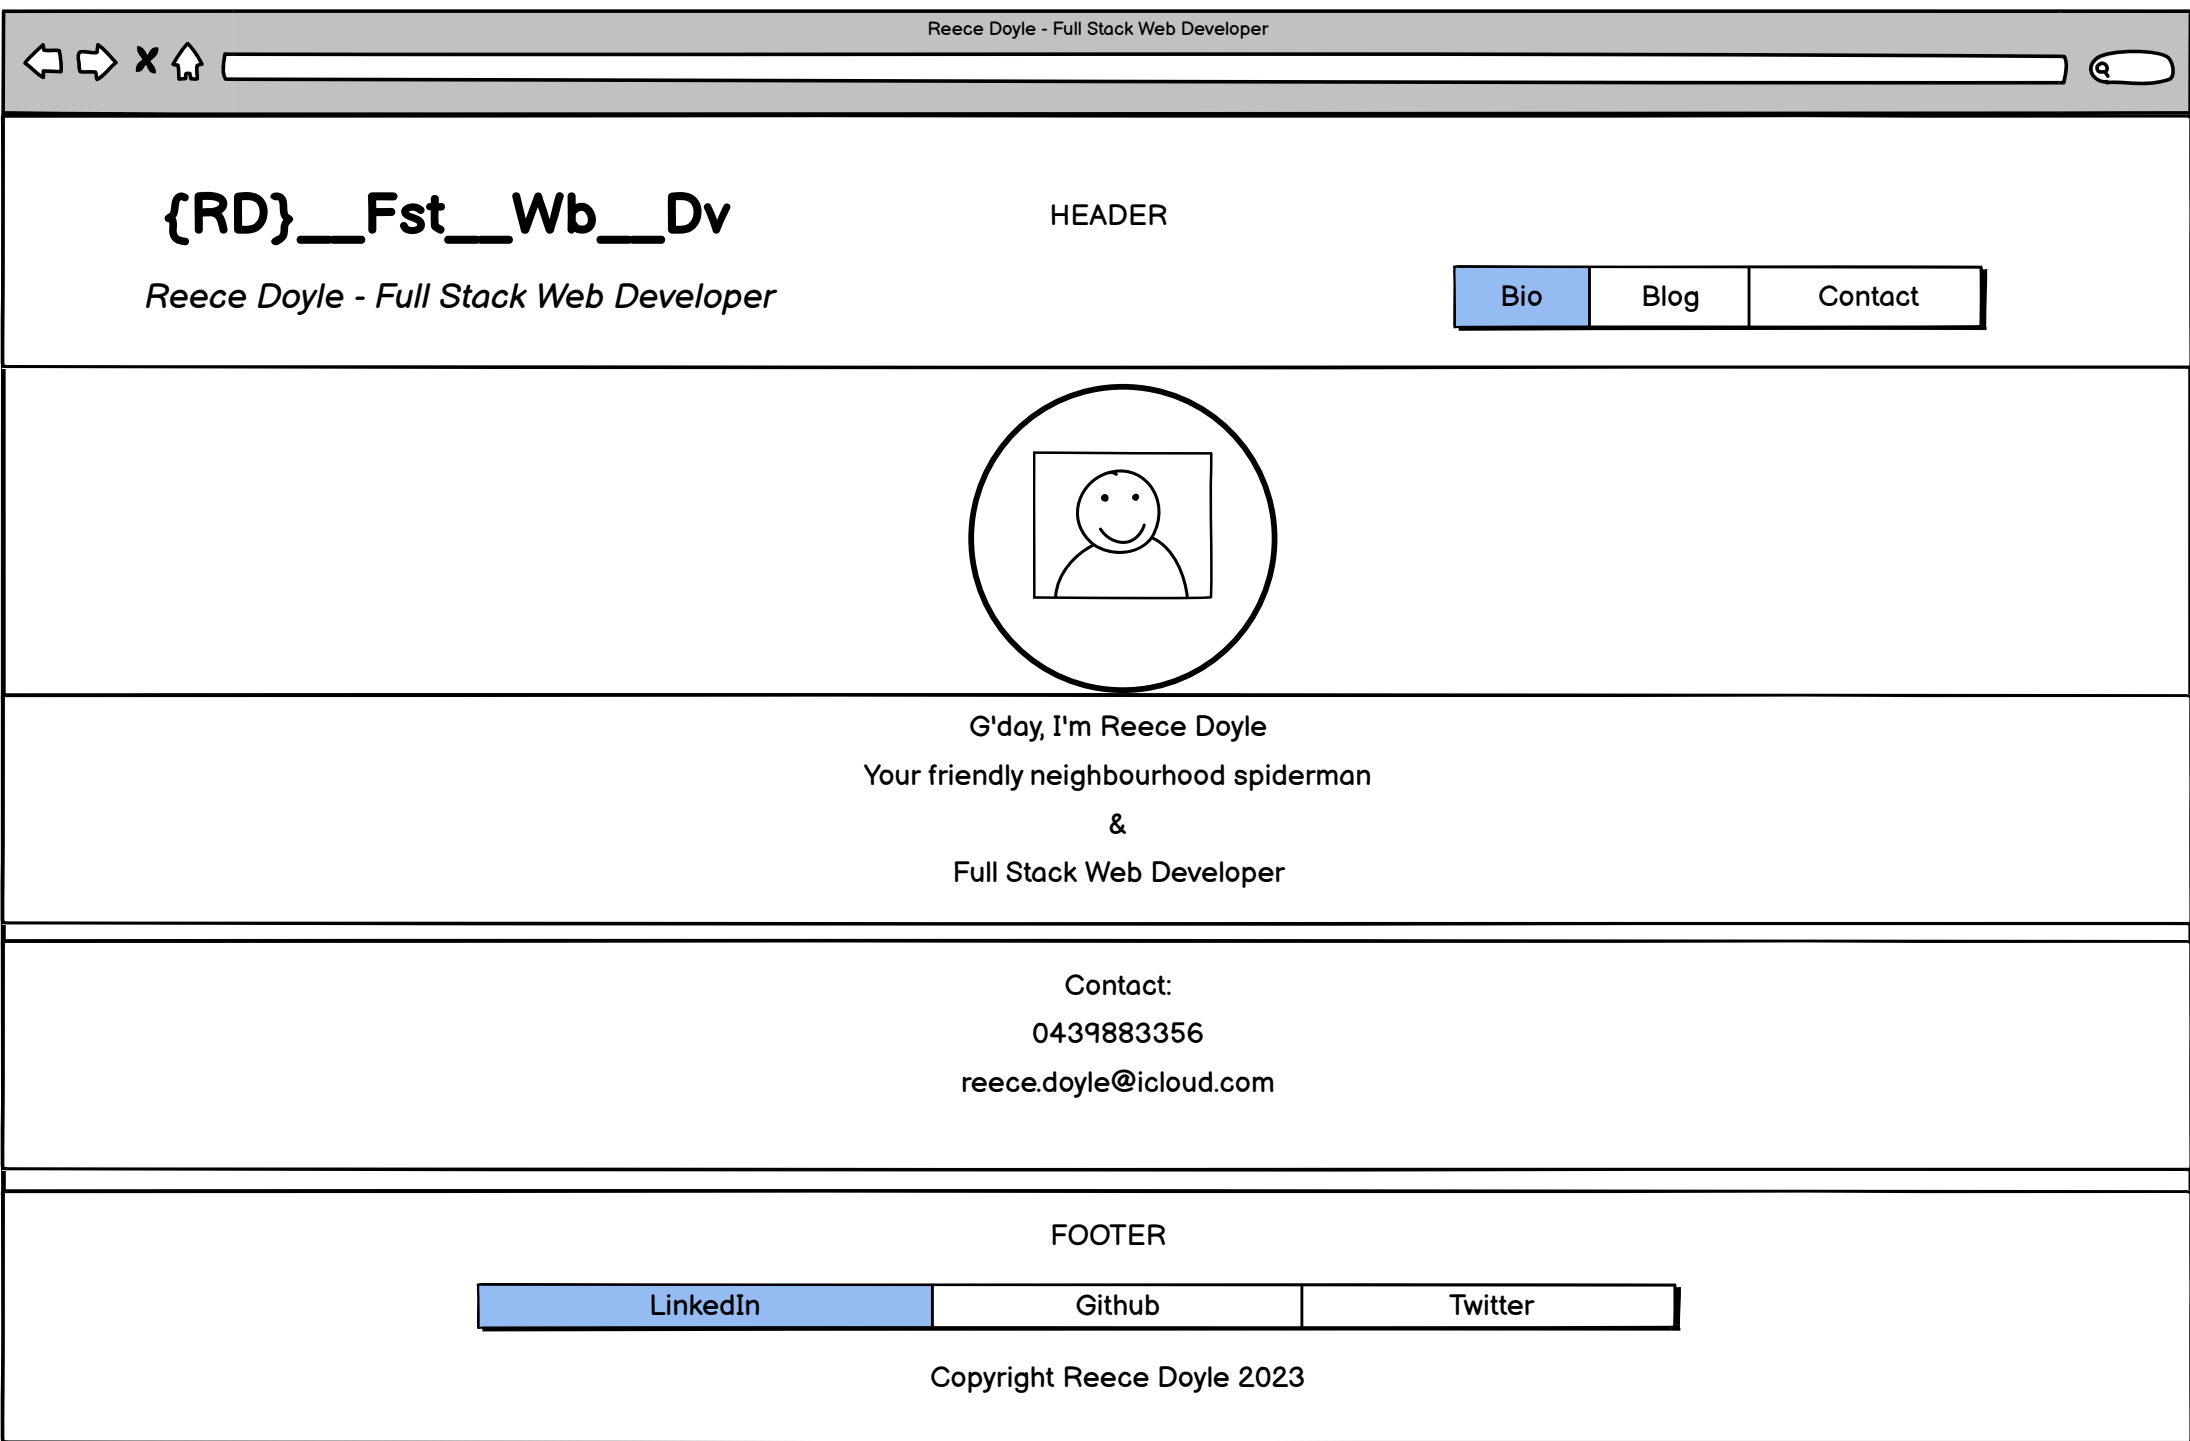 Reece Doyle - Full Stack Web Developer
{RD}__Fst__Wb__Dv
HEADER
Reece Doyle - Full Stack Web Developer
Bio
Blog
Contact
G'day, I'm Reece Doyle
Your friendly neighbourhood spiderman
&
Full Stack Web Developer
Contact:
0439883356
reece.doyle@icloud.com
FOOTER
LinkedIn
Github
Twitter
Copyright Reece Doyle 2023